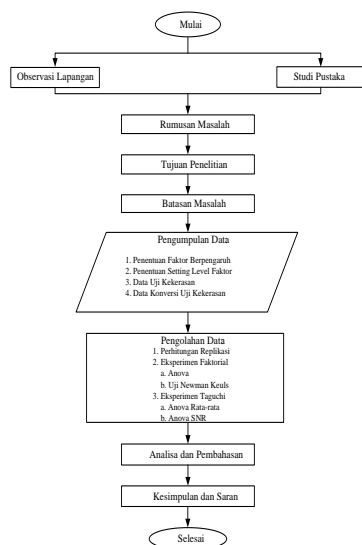 Mulai
Observasi Lapangan
Studi Pustaka
Rumusan Masalah
Tujuan Penelitian
Batasan Masalah
Pengumpulan Data
1. Penentuan Faktor Berpengaruh
2. Penentuan Setting Level Faktor
3. Data Uji Kekerasan
4. Data Konversi Uji Kekerasan
Pengolahan Data
1. Perhitungan Replikasi
2. Eksperimen Faktorial
a. Anova
b. Uji Newman Keuls
3. Eksperimen Taguchi
a. Anova Rata-rata
b. Anova SNR
Analisa dan Pembahasan
Kesimpulan dan Saran
Selesai